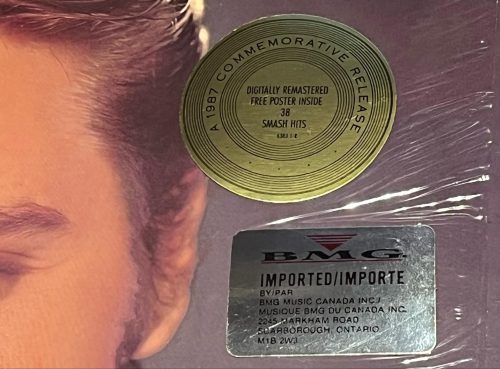 A 1987 COMMEMORATIVE RELEASE
DIGITALLY REMASTERED
FREE POSTER INSIDE
38
SMASH HITS
BMG
IMPORTED/IMPORTE
BY/PAR
BMG MUSIC CANADA INC./
MUSIQUE BMG DU CANADA INC.
2245 MARKHAM ROAD
SCARBOROUGH, ONTARIO
M1B 2W3